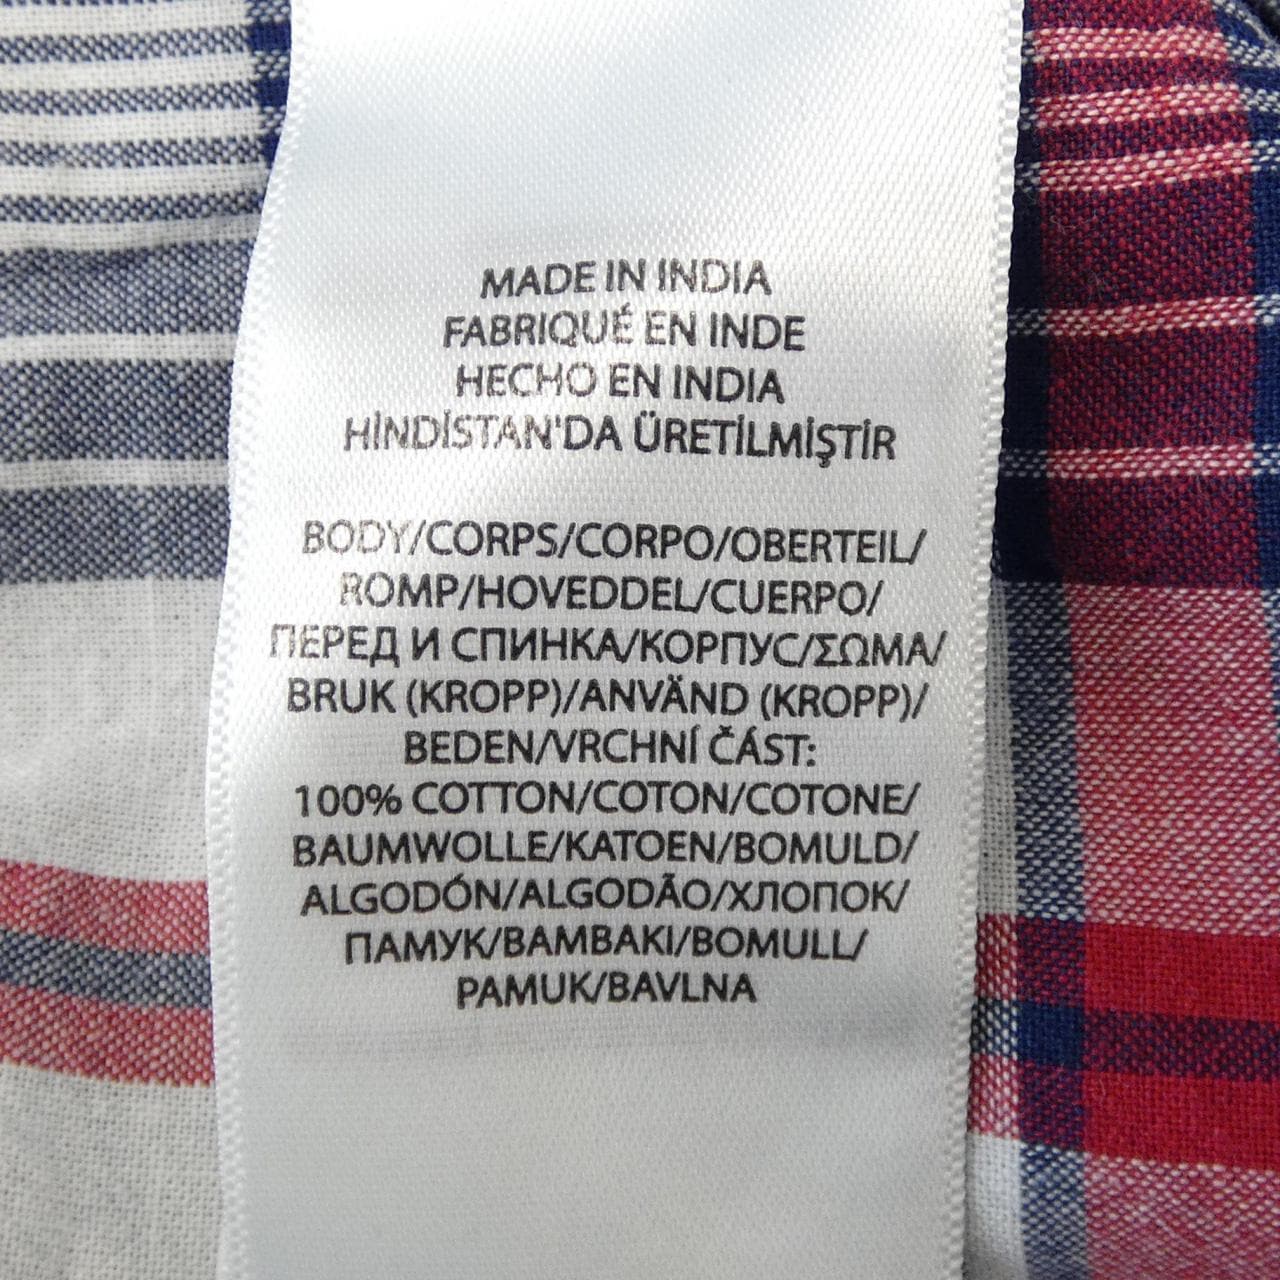 MADE IN INDIA
FABRIQUÉ EN INDE
HECHO EN INDIA
HİNDİSTAN'DA ÜRETİLMİŞTİR
BODY/CORPS/CORPO/OBERTEIL/
ROMP/HOVEDDEL/CUERPO/
ПЕРЕД И СПИНКА/КОРПУС/ΣΩΜΑ/
BRUK (KROPP)/ANVÄND (KROPP)/
BEDEN/VRCHNÍ ČÁST:
100% COTTON/COTON/COTONE/
BAUMWOLLE/KATOEN/BOMULD/
ALGODÓN/ALGODÃO/ХЛОПОК/
ПАМУК/ΒΑΜΒΑΚΙ/BOMULL/
PAMUK/BAVLNA